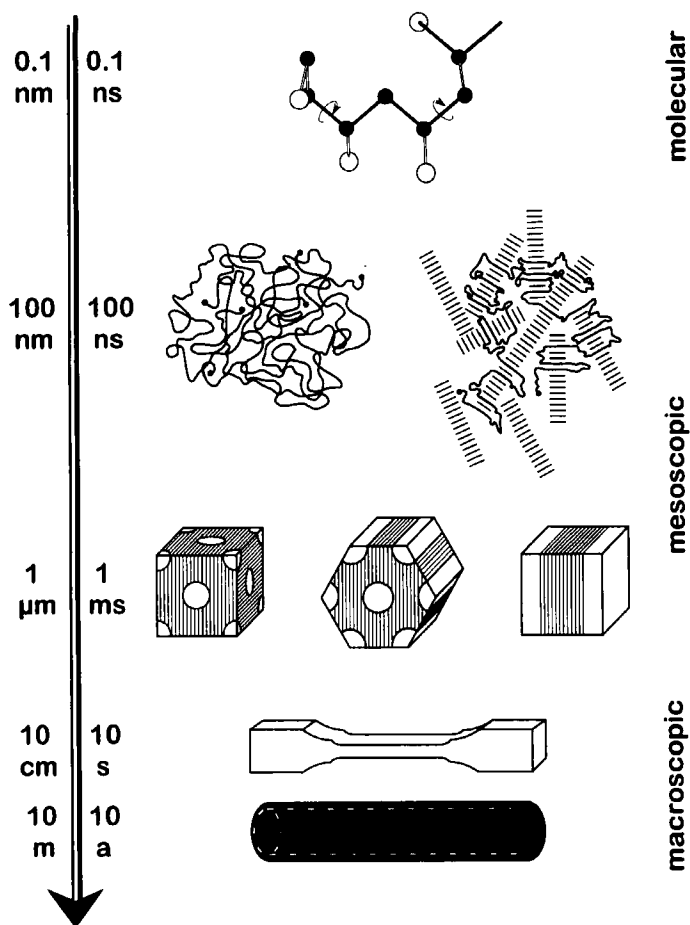 0.1
nm
0.1
ns
molecular
100
nm
100
ns
mesoscopic
1
µm
1
ms
10
cm
10
s
macroscopic
10
m
10
a